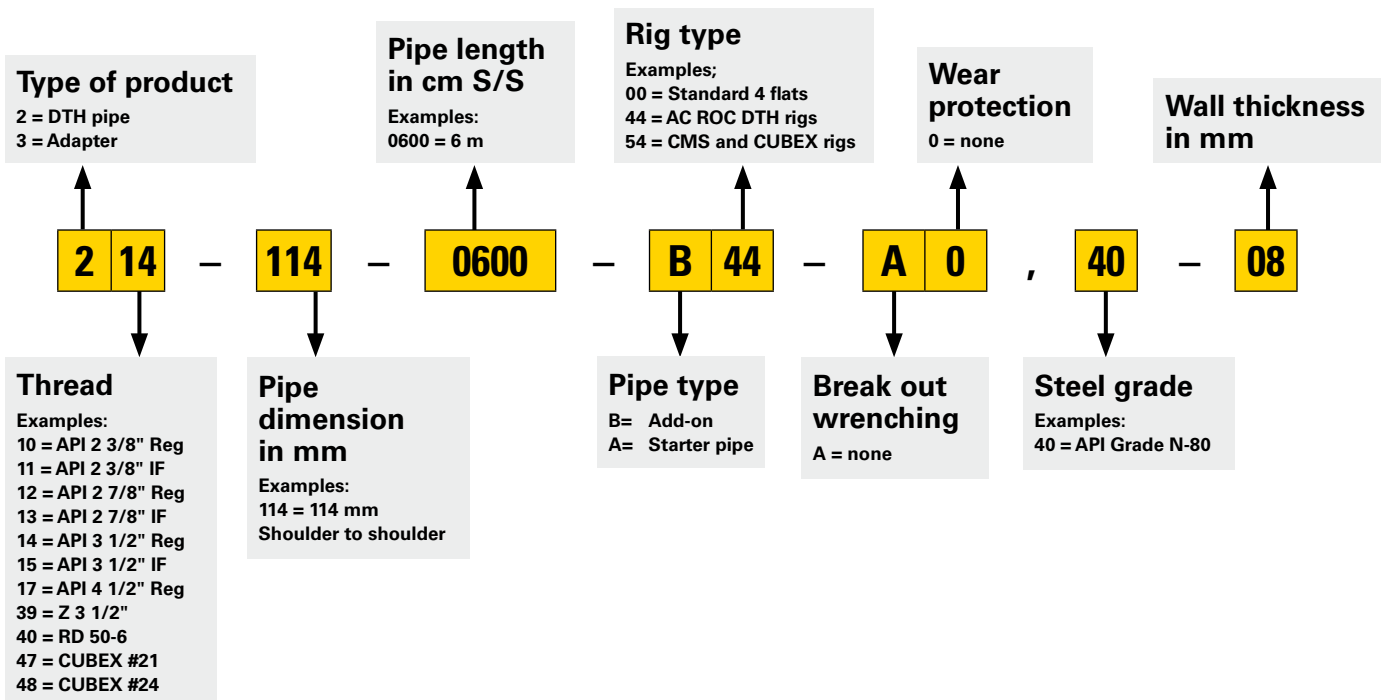 Type of product
2 = DTH pipe
3 = Adapter
Pipe length
in cm S/S
Examples:
0600 = 6 m
Rig type
Examples;
00 = Standard 4 flats
44 = AC ROC DTH rigs
54 = CMS and CUBEX rigs
Wear
protection
0 = none
Wall thickness
in mm
2 14 – 114 – 0600 – B 44 – A 0 , 40 – 08
Thread
Examples:
10 = API 2 3/8" Reg
11 = API 2 3/8" IF
12 = API 2 7/8" Reg
13 = API 2 7/8" IF
14 = API 3 1/2" Reg
15 = API 3 1/2" IF
17 = API 4 1/2" Reg
39 = Z 3 1/2"
40 = RD 50-6
47 = CUBEX #21
48 = CUBEX #24
Pipe
dimension
in mm
Examples:
114 = 114 mm
Shoulder to shoulder
Pipe type
B= Add-on
A= Starter pipe
Break out
wrenching
A = none
Steel grade
Examples:
40 = API Grade N-80